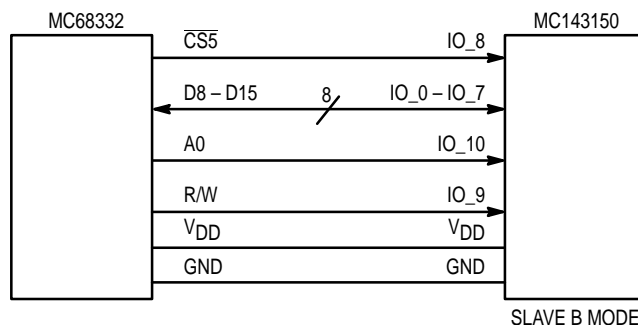 MC68332 MC143150
CS5 IO_8
D8 – D15 8 IO_0 – IO_7
A0 IO_10
R/W IO_9
VDD VDD
GND GND
SLAVE B MODE